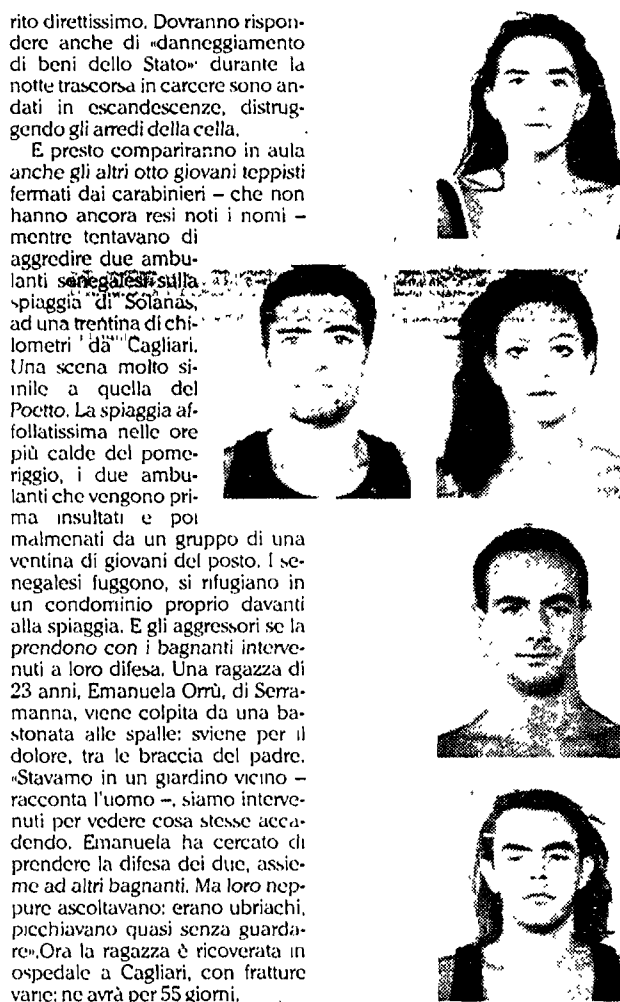 rito direttissimo. Dovranno rispon-
dere anche di «danneggiamento
di beni dello Stato»: durante la
notte trascorsa in carcere sono an-
dati in escandescenze, distrug-
gendo gli arredi della cella.
E presto compariranno in aula
anche gli altri otto giovani teppisti
fermati dai carabinieri – che non
hanno ancora resi noti i nomi –
mentre tentavano di
aggredire due ambu-
lanti senegalesi sulla
spiaggia di Solanas,
ad una trentina di chi-
lometri da Cagliari.
Una scena molto si-
mile a quella del
Poetto. La spiaggia af-
follatissima nelle ore
più calde del pome-
riggio, i due ambu-
lanti che vengono pri-
ma insultati e poi
malmenati da un gruppo di una
ventina di giovani del posto. I se-
negalesi fuggono, si rifugiano in
un condominio proprio davanti
alla spiaggia. E gli aggressori se la
prendono con i bagnanti interve-
nuti a loro difesa. Una ragazza di
23 anni, Emanuela Orrù, di Serra-
manna, viene colpita da una ba-
stonata alle spalle: sviene per il
dolore, tra le braccia del padre.
«Stavamo in un giardino vicino –
racconta l'uomo –, siamo interve-
nuti per vedere cosa stesse acca-
dendo. Emanuela ha cercato di
prendere la difesa dei due, assie-
me ad altri bagnanti. Ma loro nep-
pure ascoltavano: erano ubriachi,
picchiavano quasi senza guarda-
re».Ora la ragazza è ricoverata in
ospedale a Cagliari, con fratture
varie: ne avrà per 55 giorni.